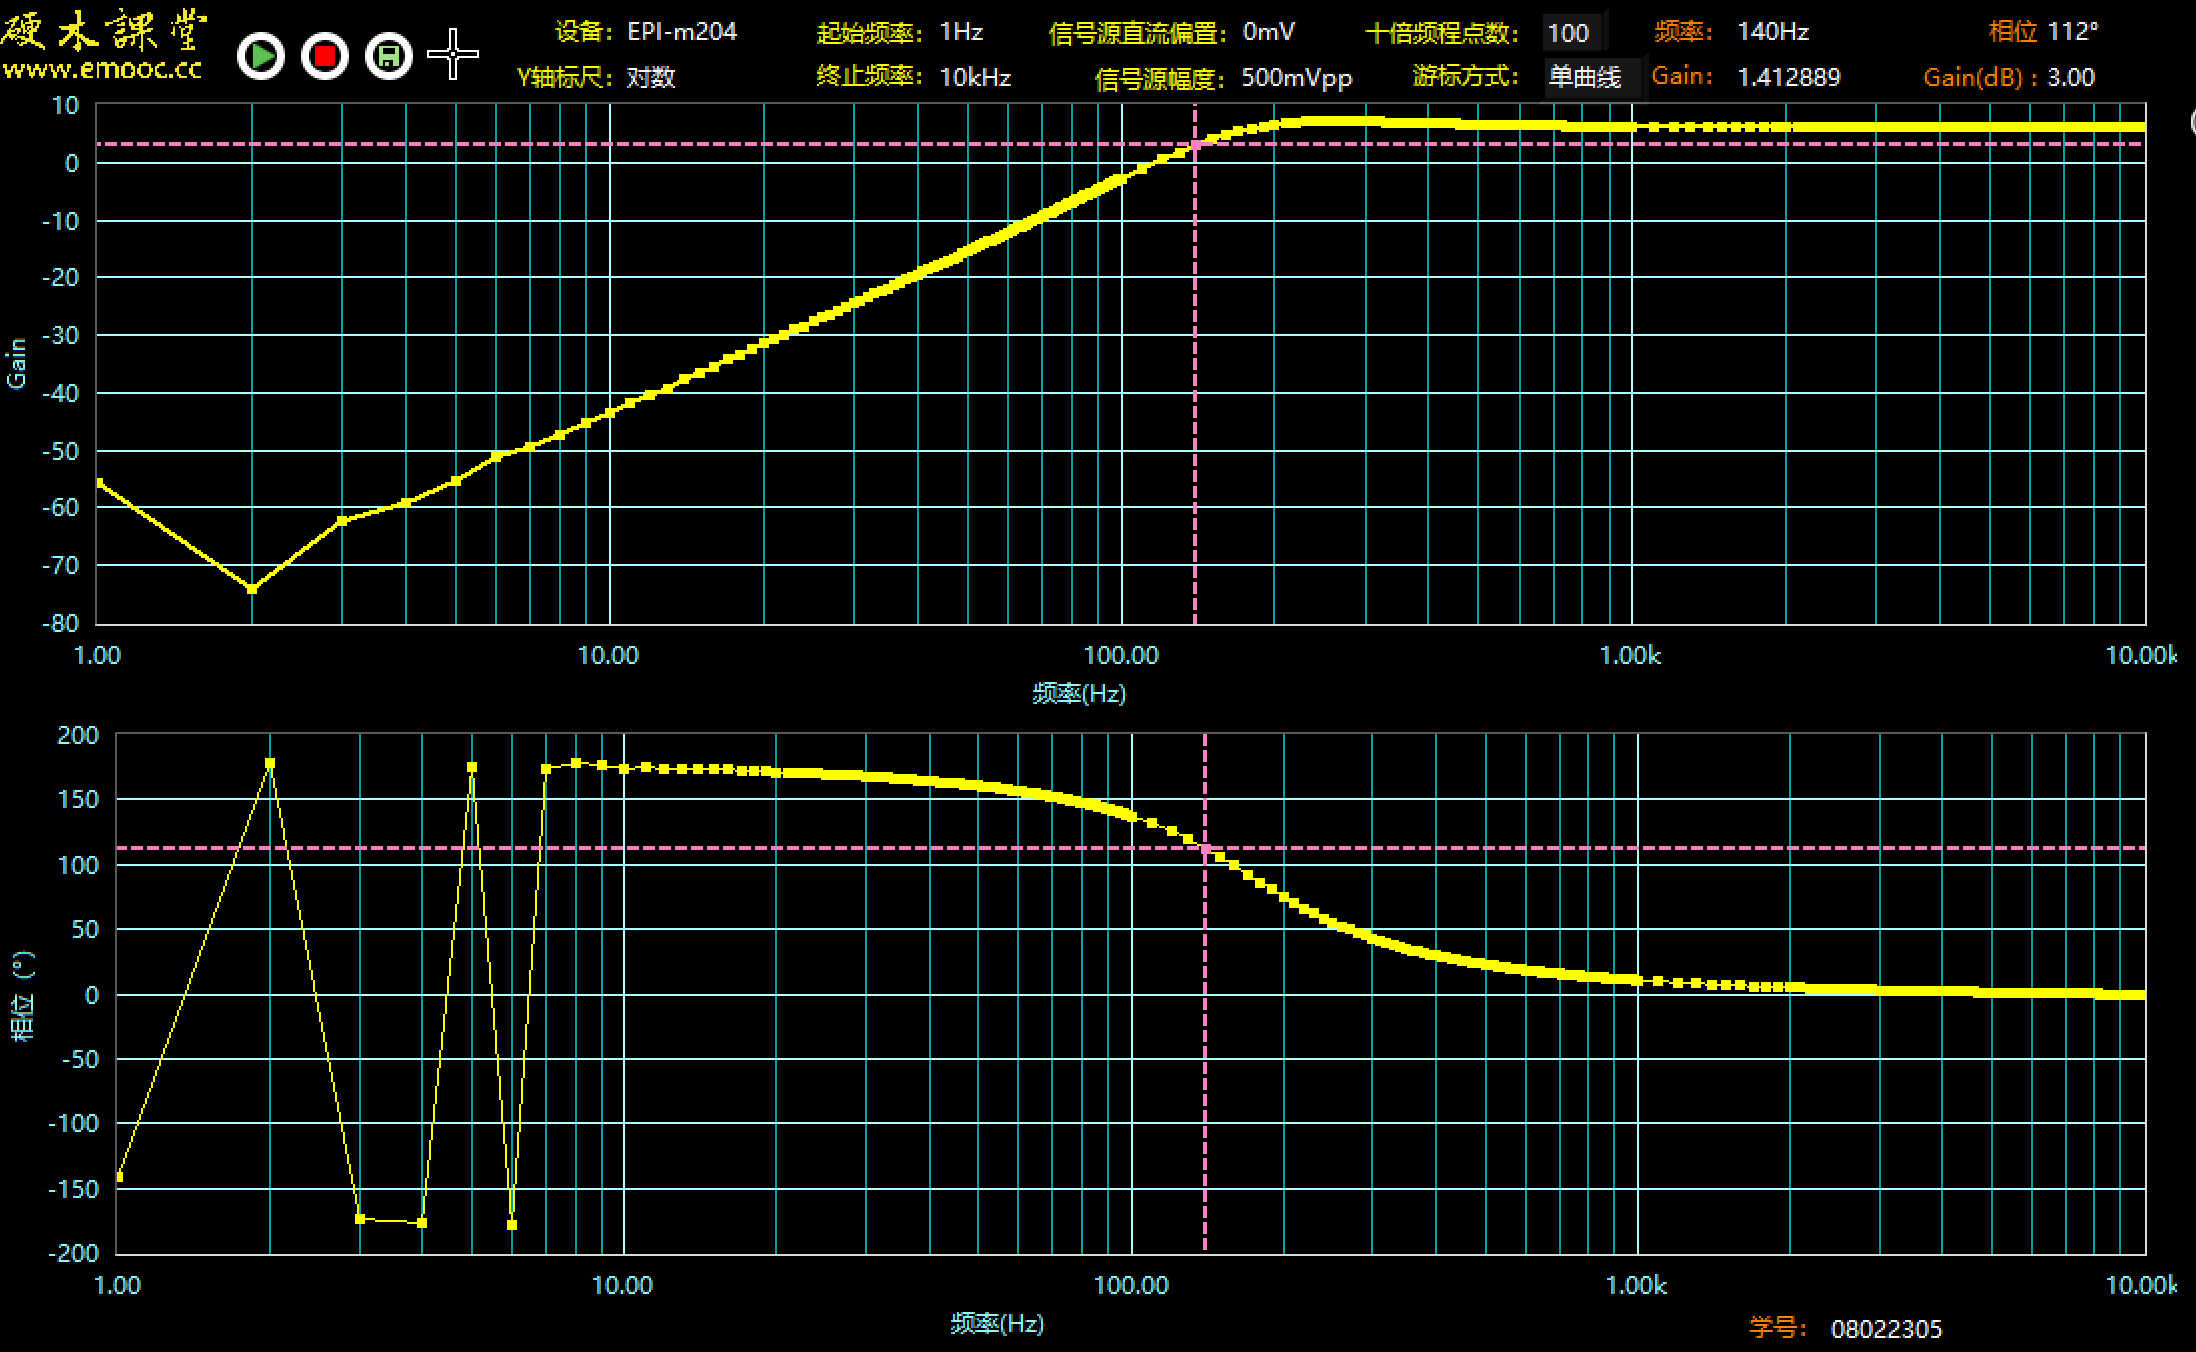 硬木課堂
www.emooc.cc
设备: EPI-m204 起始频率: 1Hz 信号源直流偏置: 0mV 十倍频程点数: 100 频率: 140Hz 相位 112°
Y轴标尺: 对数 终止频率: 10kHz 信号源幅度: 500mVpp 游标方式: 单曲线 Gain: 1.412889 Gain(dB) : 3.00
10
0
-10
-20
-30
-40
-50
-60
-70
-80
Gain
1.00 10.00 100.00 1.00k 10.00k
频率(Hz)
200
150
100
50
0
-50
-100
-150
-200
相位 (°)
1.00 10.00 100.00 1.00k 10.00k
频率(Hz)
学号: 08022305